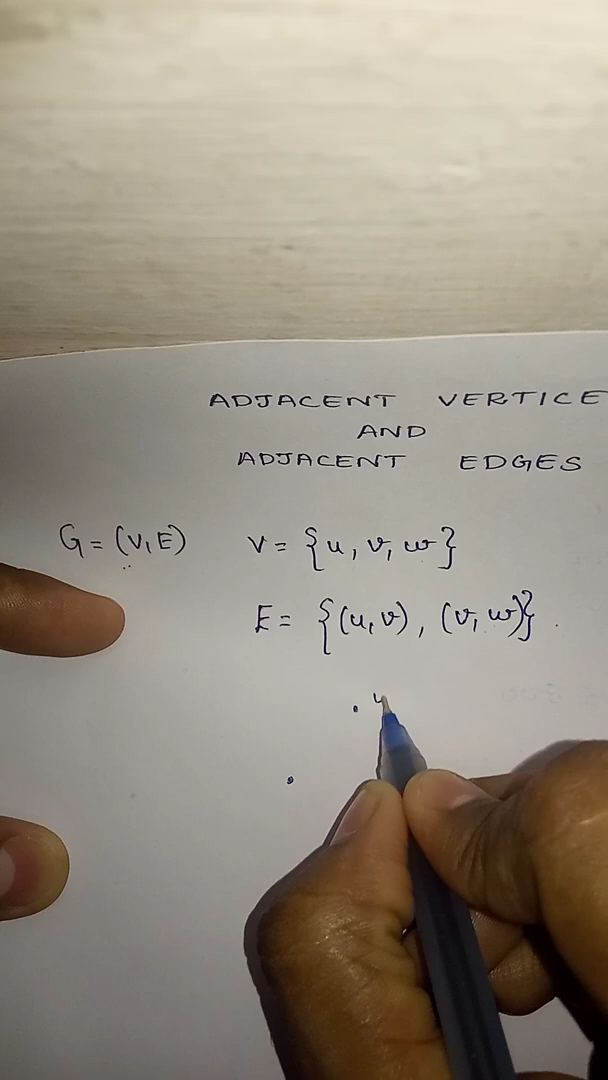 ADJACENT VERTICE
AND
ADJACENT EDGES
G = (V, E) V = {u, v, w}
E = {(u, v), (v, w)}.
u